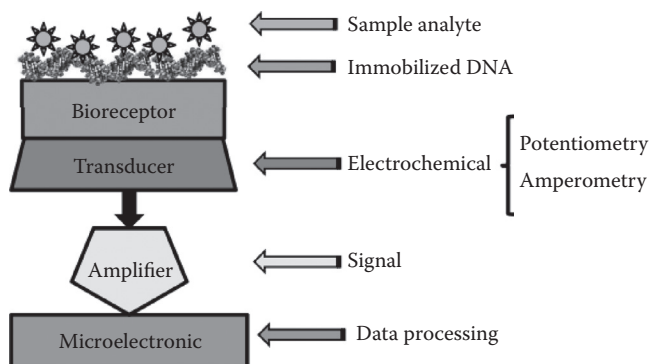 Sample analyte
Immobilized DNA
Bioreceptor
Transducer
Electrochemical
Potentiometry
Amperometry
Amplifier
Signal
Microelectronic
Data processing